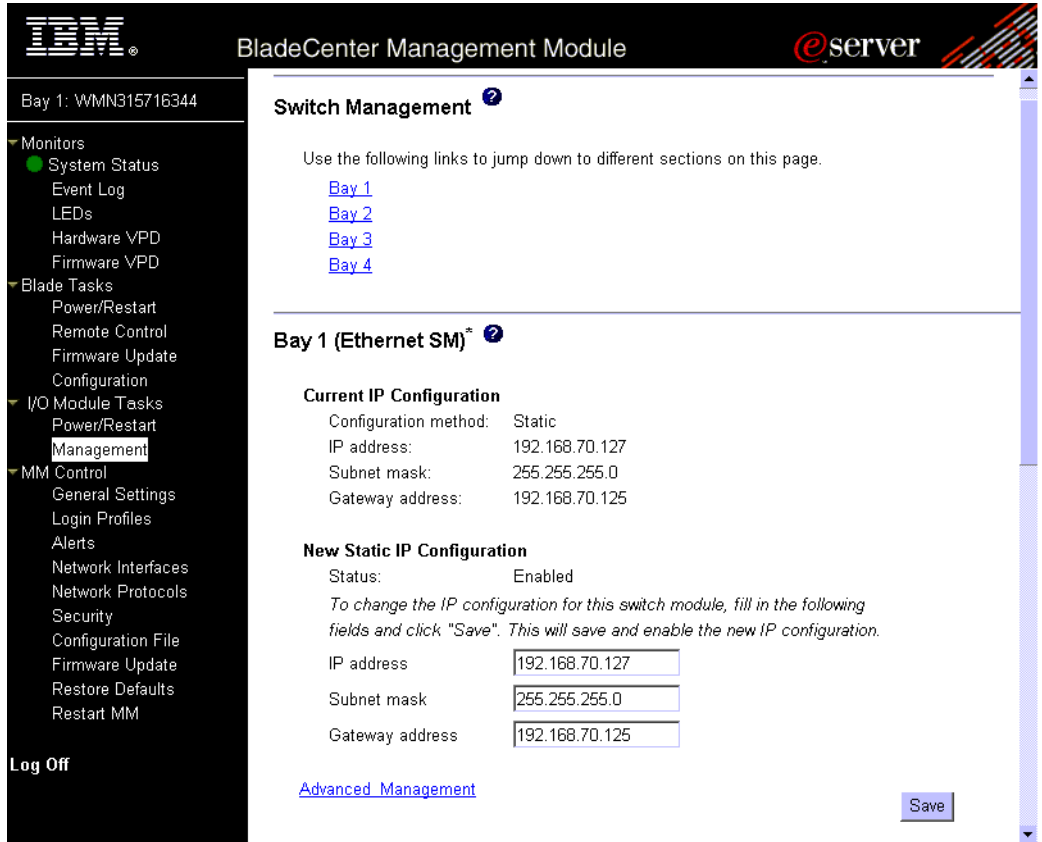 IBM®
BladeCenter Management Module
eserver
Bay 1: WMN315716344
Monitors
System Status
Event Log
LEDs
Hardware VPD
Firmware VPD
Blade Tasks
Power/Restart
Remote Control
Firmware Update
Configuration
I/O Module Tasks
Power/Restart
Management
MM Control
General Settings
Login Profiles
Alerts
Network Interfaces
Network Protocols
Security
Configuration File
Firmware Update
Restore Defaults
Restart MM
Log Off
Switch Management ?
Use the following links to jump down to different sections on this page.
Bay 1
Bay 2
Bay 3
Bay 4
Bay 1 (Ethernet SM)* ?
Current IP Configuration
Configuration method: Static
IP address: 192.168.70.127
Subnet mask: 255.255.255.0
Gateway address: 192.168.70.125
New Static IP Configuration
Status: Enabled
To change the IP configuration for this switch module, fill in the following
fields and click "Save". This will save and enable the new IP configuration.
IP address 192.168.70.127
Subnet mask 255.255.255.0
Gateway address 192.168.70.125
Advanced Management
Save